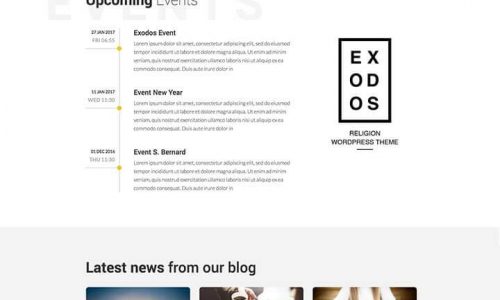 EVENTS
Upcoming Events
27 JAN 2017
FRI 06:55
Exodos Event
Lorem ipsum dolor sit amet, consectetur adipisicing elit, sed do eiusmod
tempor incididunt ut labore et dolore magna aliqua. Ut enim ad minim veniam,
quis nostrud exercitation ullamco laboris nisi ut aliquip ex ea commodo
consequat. Duis aute irure dolor in
11 JAN 2017
WED 11:00
Event New Year
Lorem ipsum dolor sit amet, consectetur adipisicing elit, sed do eiusmod
tempor incididunt ut labore et dolore magna aliqua. Ut enim ad minim veniam,
quis nostrud exercitation ullamco laboris nisi ut aliquip ex ea commodo
consequat. Duis aute irure dolor in
01 DEC 2016
THU 11:30
Event S. Bernard
Lorem ipsum dolor sit amet, consectetur adipisicing elit, sed do eiusmod
tempor incididunt ut labore et dolore magna aliqua. Ut enim ad minim veniam,
quis nostrud exercitation ullamco laboris nisi ut aliquip ex ea commodo
consequat. Duis aute irure dolor in
E X
O D
O S
RELIGION
WORDPRESS THEME
Latest news from our blog